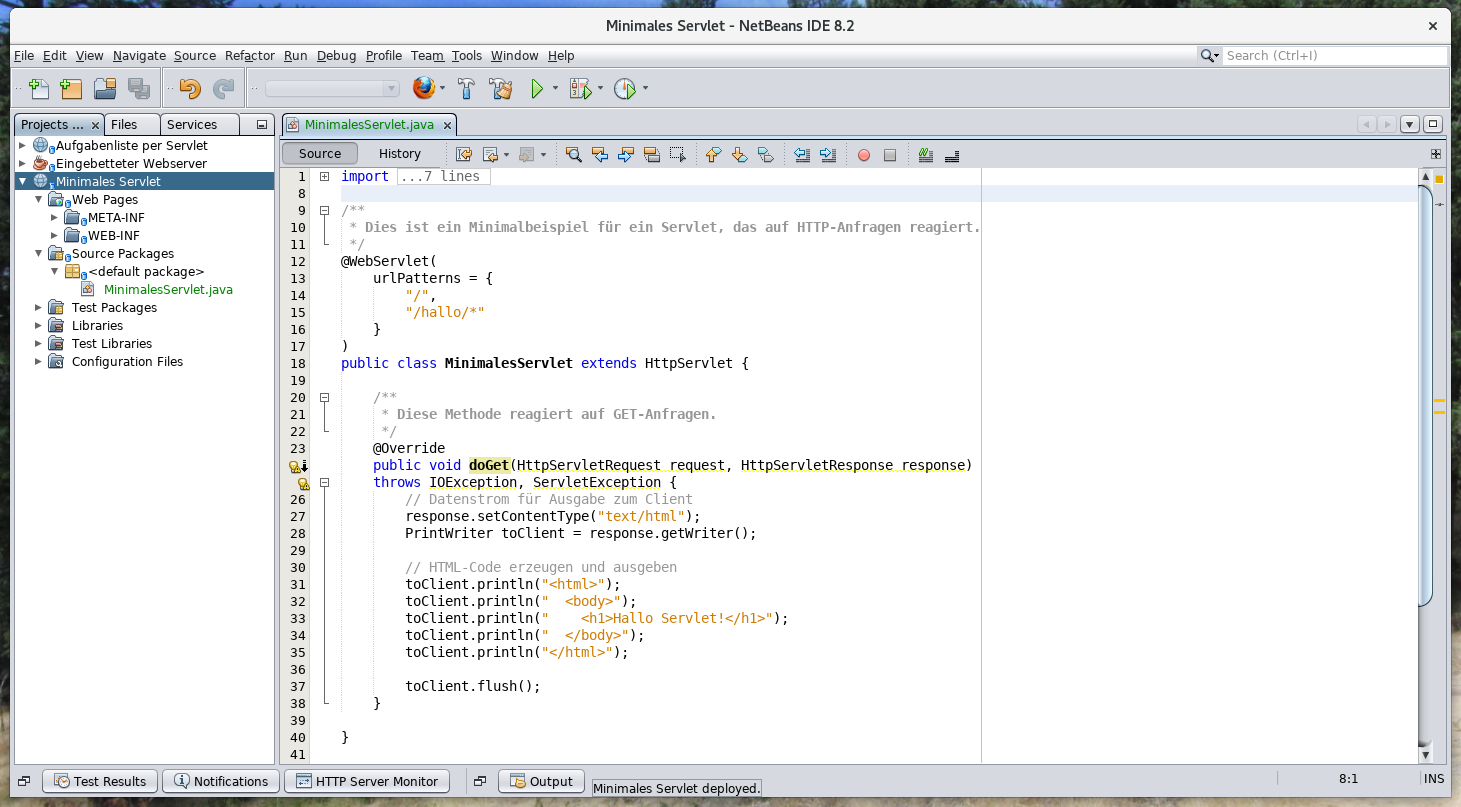 Minimales Servlet - NetBeans IDE 8.2
File Edit View Navigate Source Refactor Run Debug Profile Team Tools Window Help
Search (Ctrl+I)
Projects ... Files Services
Aufgabenliste per Servlet
Eingebetteter Webserver
Minimales Servlet
Web Pages
META-INF
WEB-INF
Source Packages
<default package>
MinimalesServlet.java
Test Packages
Libraries
Test Libraries
Configuration Files
MinimalesServlet.java
Source History
1 import ...7 lines
8
9 /**
10  * Dies ist ein Minimalbeispiel für ein Servlet, das auf HTTP-Anfragen reagiert.
11  */
12 @WebServlet(
13     urlPatterns = {
14         "/",
15         "/hallo/*"
16     }
17 )
18 public class MinimalesServlet extends HttpServlet {
19
20     /**
21      * Diese Methode reagiert auf GET-Anfragen.
22      */
23     @Override
    public void doGet(HttpServletRequest request, HttpServletResponse response)
    throws IOException, ServletException {
26         // Datenstrom für Ausgabe zum Client
27         response.setContentType("text/html");
28         PrintWriter toClient = response.getWriter();
29
30         // HTML-Code erzeugen und ausgeben
31         toClient.println("<html>");
32         toClient.println("  <body>");
33         toClient.println("    <h1>Hallo Servlet!</h1>");
34         toClient.println("  </body>");
35         toClient.println("</html>");
36
37         toClient.flush();
38     }
39
40 }
41
Test Results Notifications HTTP Server Monitor Output Minimales Servlet deployed. 8:1 INS